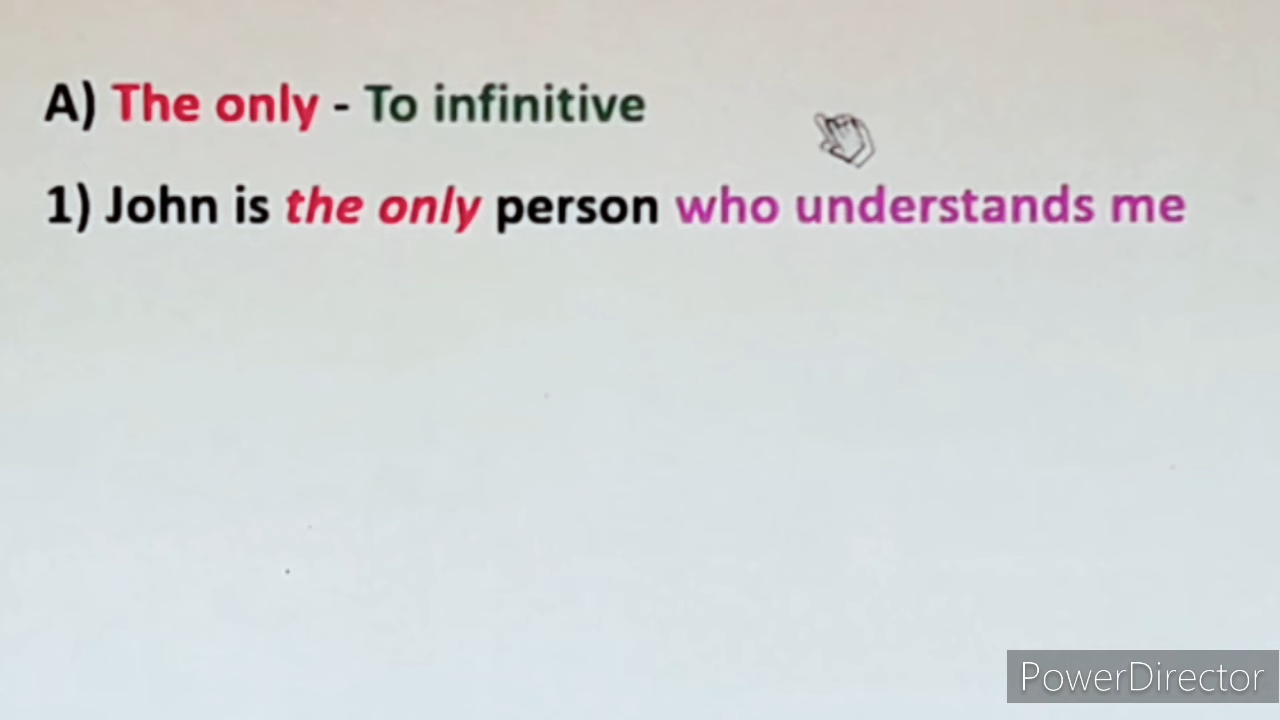 A) The only - To infinitive
1) John is the only person who understands me
PowerDirector